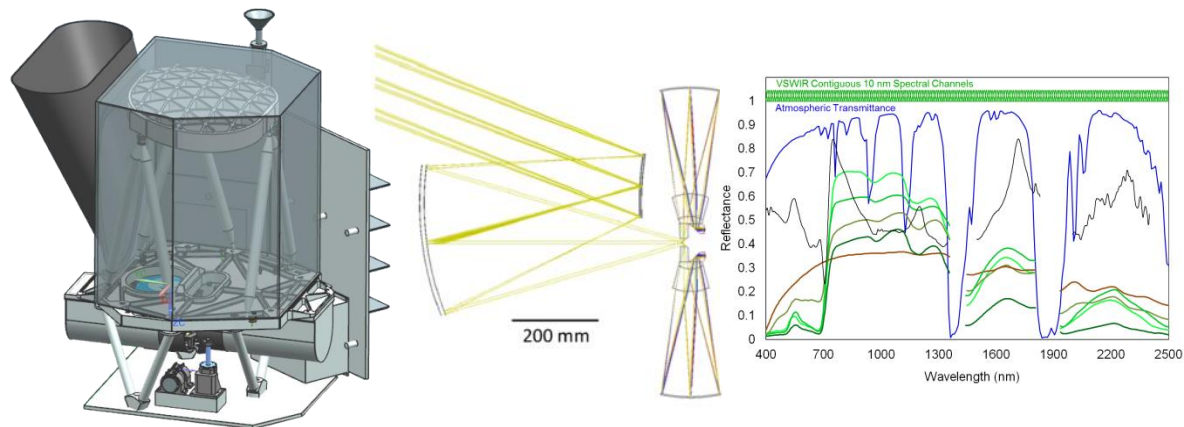 200 mm
VSWIR Contiguous 10 nm Spectral Channels
Atmospheric Transmittance
1
0.9
0.8
0.7
0.6
0.5
0.4
0.3
0.2
0.1
0
Reflectance
400 700 1000 1300 1600 1900 2200 2500
Wavelength (nm)